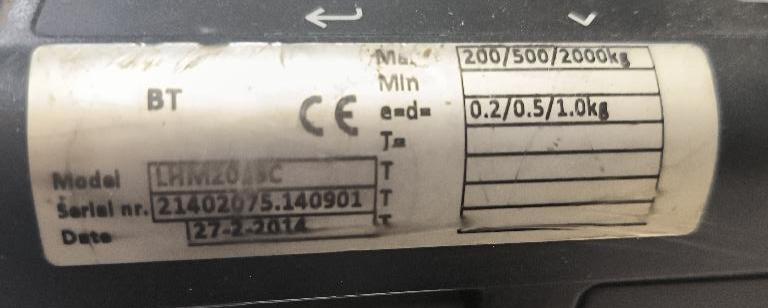 BT
CE
Max
200/500/2000kg
Min
e=d=
0.2/0.5/1.0kg
T=
Model
T
Serial nr.
21402075.140901
T
Date
27-2-2014
T